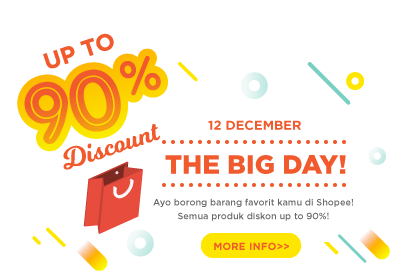 UP TO
90%
Discount
12 DECEMBER
THE BIG DAY!
Ayo borong barang favorit kamu di Shopee!
Semua produk diskon up to 90%!
MORE INFO>>